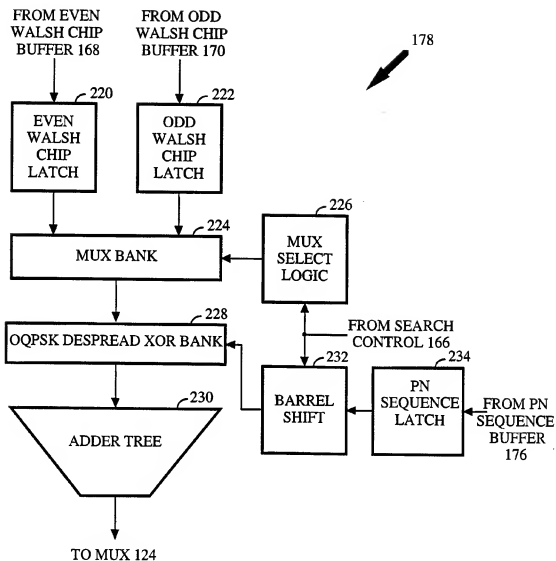 FROM EVEN
WALSH CHIP
BUFFER 168
FROM ODD
WALSH CHIP
BUFFER 170
178
220
EVEN
WALSH
CHIP
LATCH
222
ODD
WALSH
CHIP
LATCH
224
MUX BANK
226
MUX
SELECT
LOGIC
228
OQPSK DESPREAD XOR BANK
FROM SEARCH
CONTROL 166
232
BARREL
SHIFT
234
PN
SEQUENCE
LATCH
FROM PN
SEQUENCE
BUFFER
176
230
ADDER TREE
TO MUX 124